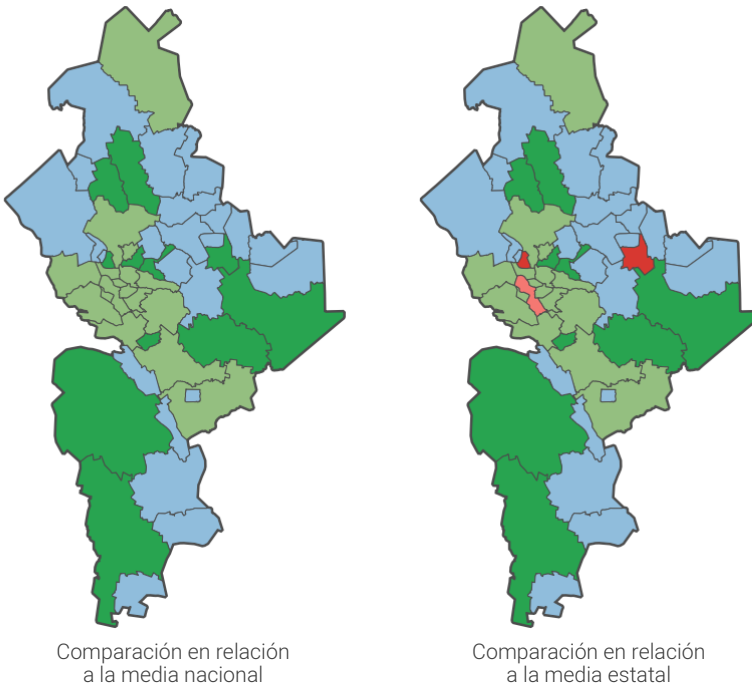 Comparación en relación
a la media nacional
Comparación en relación
a la media estatal